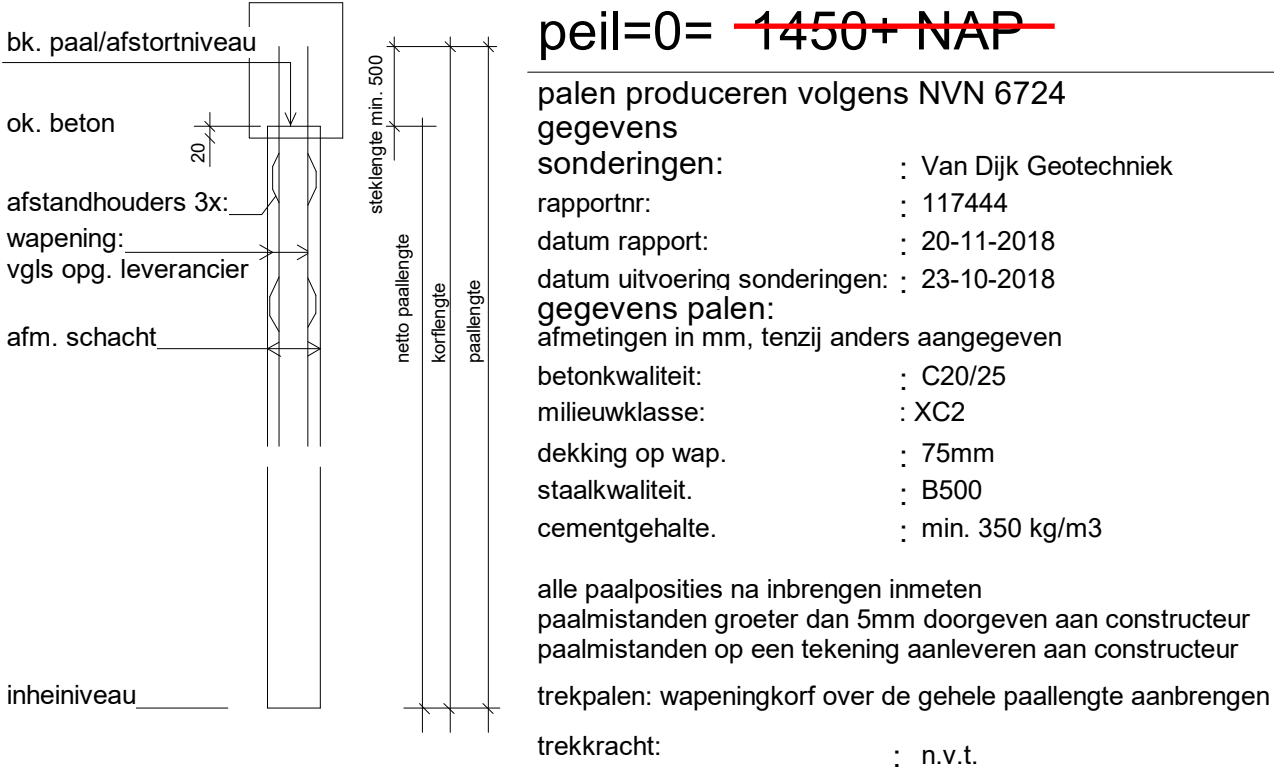 bk. paal/afstortniveau
ok. beton
20
afstandhouders 3x:
wapening:
vgls opg. leverancier
afm. schacht
inheiniveau
steklengte min. 500
netto paallengte
korflengte
paallengte
peil=0= 1450+ NAP
palen produceren volgens NVN 6724
gegevens
sonderingen: : Van Dijk Geotechniek
rapportnr: : 117444
datum rapport: : 20-11-2018
datum uitvoering sonderingen: : 23-10-2018
gegevens palen:
afmetingen in mm, tenzij anders aangegeven
betonkwaliteit: : C20/25
milieuwklasse: : XC2
dekking op wap. : 75mm
staalkwaliteit. : B500
cementgehalte. : min. 350 kg/m3
alle paalposities na inbrengen inmeten
paalmistanden groeter dan 5mm doorgeven aan constructeur
paalmistanden op een tekening aanleveren aan constructeur
trekpalen: wapeningkorf over de gehele paallengte aanbrengen
trekkracht: : n.v.t.